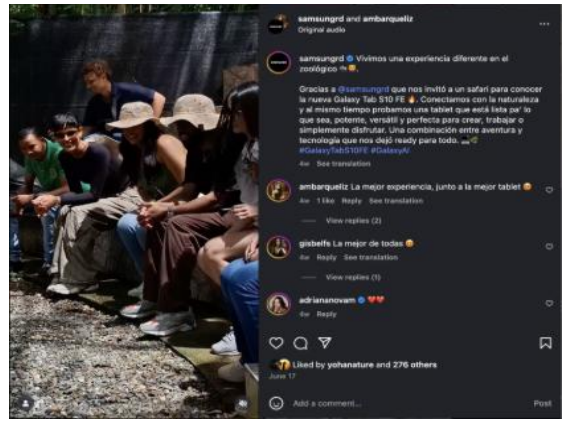 samsungrd and ambarqueliz
Original audio
samsungrd Vivimos una experiencia diferente en el
zoológico
Gracias a @samsungrd que nos invitó a un safari para conocer
la nueva Galaxy Tab S10 FE 🔥. Conectamos con la naturaleza
y al mismo tiempo probamos una tablet que está lista pa' lo
que sea, potente, versátil y perfecta para crear, trabajar o
simplemente disfrutar. Una combinación entre aventura y
tecnología que nos dejó ready para todo.
#GalaxyTabS10FE #GalaxyAI
4w See translation
ambarqueliz La mejor experiencia, junto a la mejor tablet
4w 1 like Reply See translation
View replies (2)
gisbelfs La mejor de todas
4w Reply See translation
View replies (1)
adriananovam ❤️❤️
4w Reply
Liked by yohanature and 276 others
June 17
Add a comment...
Post